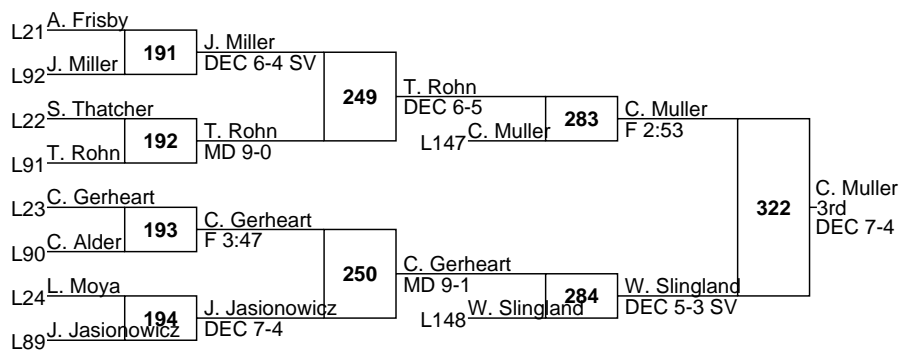 A. Frisby
L21
191
J. Miller
DEC 6-4 SV
J. Miller
L92
249
T. Rohn
DEC 6-5
S. Thatcher
L22
192
T. Rohn
MD 9-0
T. Rohn
L91
C. Muller
L147
283
C. Muller
F 2:53
C. Gerheart
L23
193
C. Gerheart
F 3:47
C. Alder
L90
322
C. Muller
3rd
DEC 7-4
250
C. Gerheart
MD 9-1
L. Moya
L24
194
J. Jasionowicz
DEC 7-4
J. Jasionowicz
L89
W. Slingland
L148
284
W. Slingland
DEC 5-3 SV